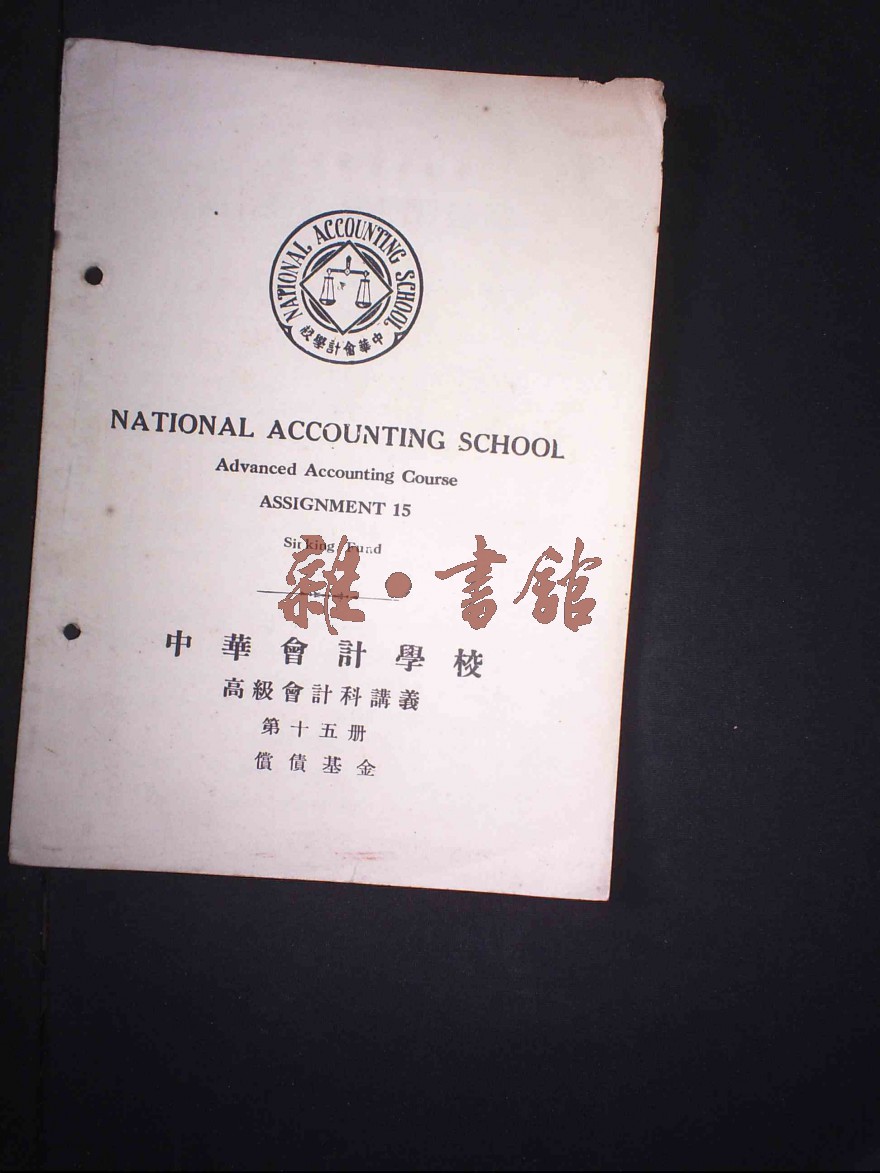 NATIONAL ACCOUNTING SCHOOL
中華會計學校
NATIONAL ACCOUNTING SCHOOL
Advanced Accounting Course
ASSIGNMENT 15
Sinking Fund
雜·書館
中華會計學校
高級會計科講義
第十五册
償債基金